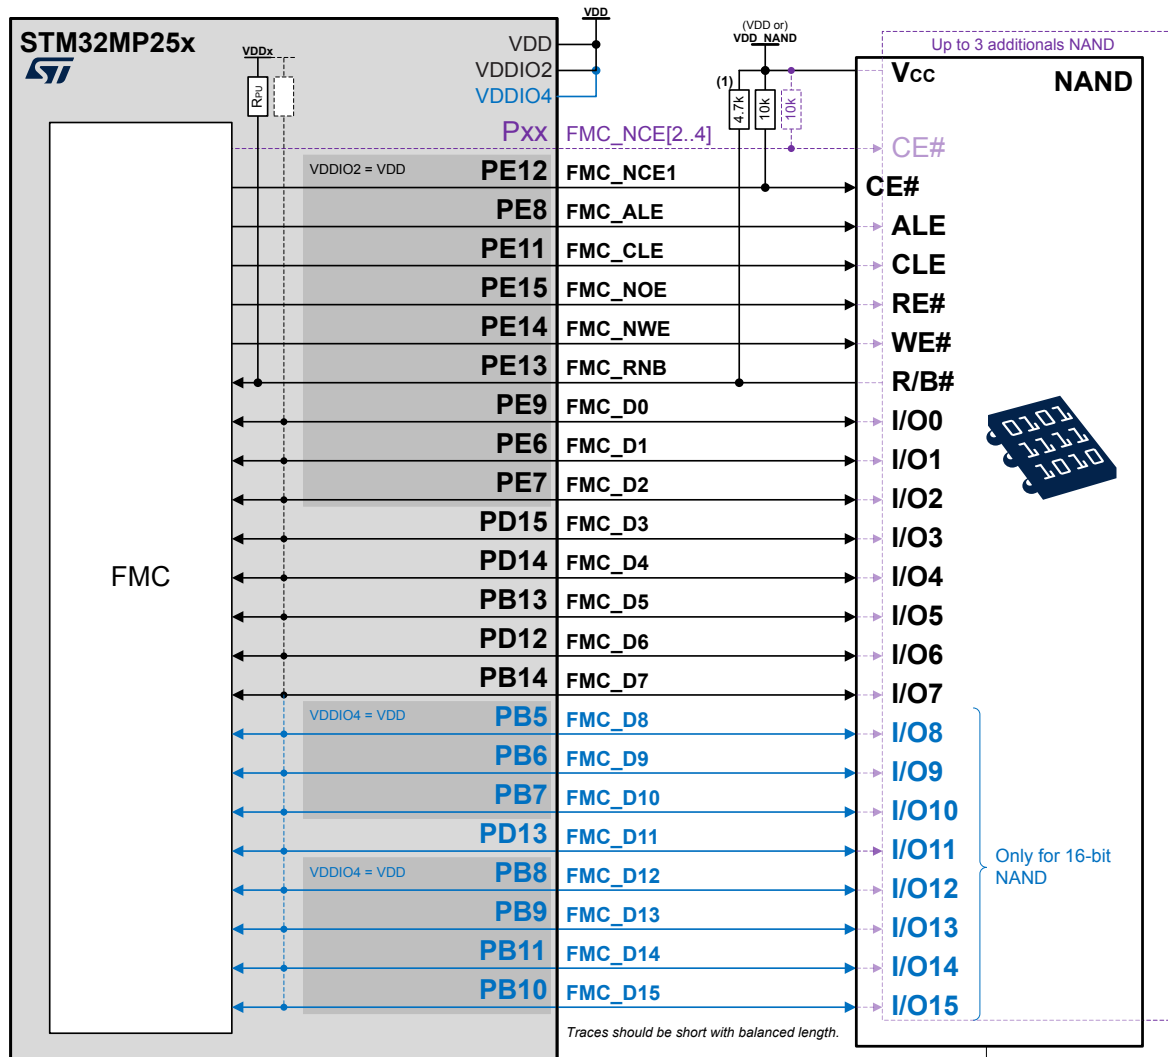 VDD
STM32MP25x
VDD
VDDIO2
VDDIO4
(VDD or)
VDD_NAND
Up to 3 additionals NAND
VDDx
RPU
(1)
4.7k
10k
10k
VCC
NAND
Pxx FMC_NCE[2..4] CE#
VDDIO2 = VDD
PE12 FMC_NCE1 CE#
PE8 FMC_ALE ALE
PE11 FMC_CLE CLE
PE15 FMC_NOE RE#
PE14 FMC_NWE WE#
PE13 FMC_RNB R/B#
PE9 FMC_D0 I/O0
PE6 FMC_D1 I/O1
PE7 FMC_D2 I/O2
PD15 FMC_D3 I/O3
FMC
PD14 FMC_D4 I/O4
PB13 FMC_D5 I/O5
PD12 FMC_D6 I/O6
PB14 FMC_D7 I/O7
VDDIO4 = VDD
PB5 FMC_D8 I/O8
PB6 FMC_D9 I/O9
PB7 FMC_D10 I/O10
PD13 FMC_D11 I/O11
Only for 16-bit
NAND
VDDIO4 = VDD
PB8 FMC_D12 I/O12
PB9 FMC_D13 I/O13
PB11 FMC_D14 I/O14
PB10 FMC_D15 I/O15
Traces should be short with balanced length.
0101
1111
1010